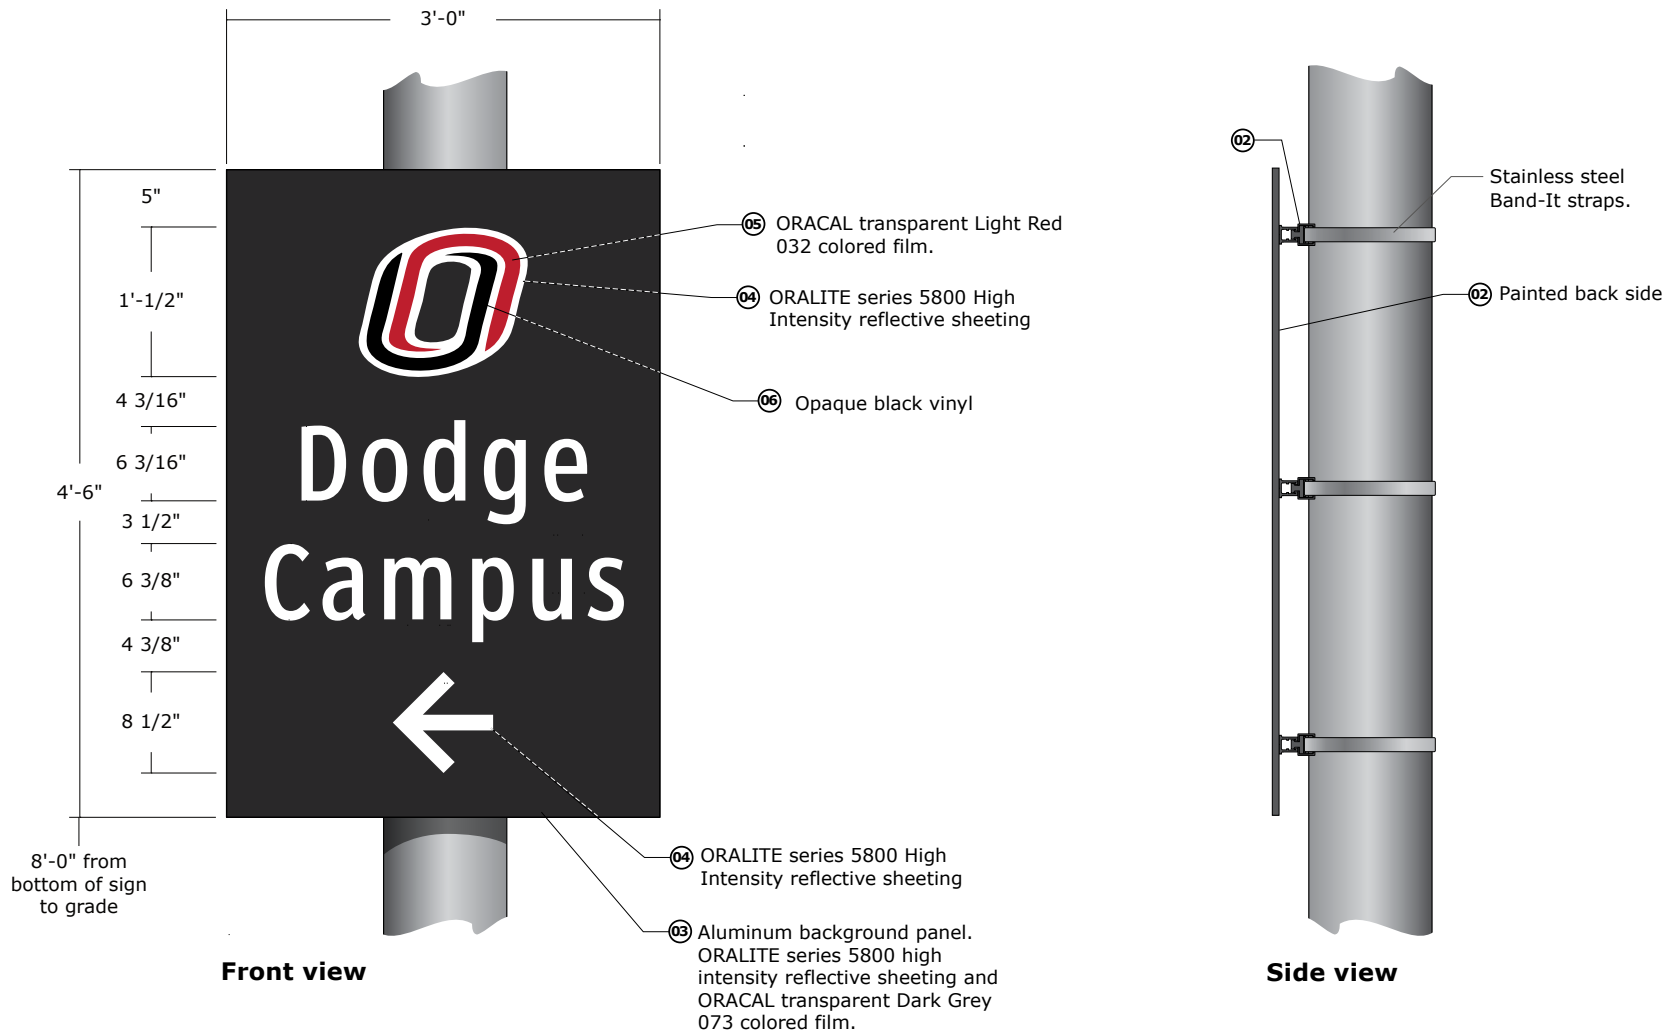 3'-0"
5"
1'-1/2"
4 3/16"
6 3/16"
4'-6"
3 1/2"
6 3/8"
4 3/8"
8 1/2"
8'-0" from
bottom of sign
to grade
Dodge
Campus
05 ORACAL transparent Light Red
032 colored film.
04 ORALITE series 5800 High
Intensity reflective sheeting
06 Opaque black vinyl
04 ORALITE series 5800 High
Intensity reflective sheeting
03 Aluminum background panel.
ORALITE series 5800 high
intensity reflective sheeting and
ORACAL transparent Dark Grey
073 colored film.
Front view
02
Stainless steel
Band-It straps.
02 Painted back side
Side view